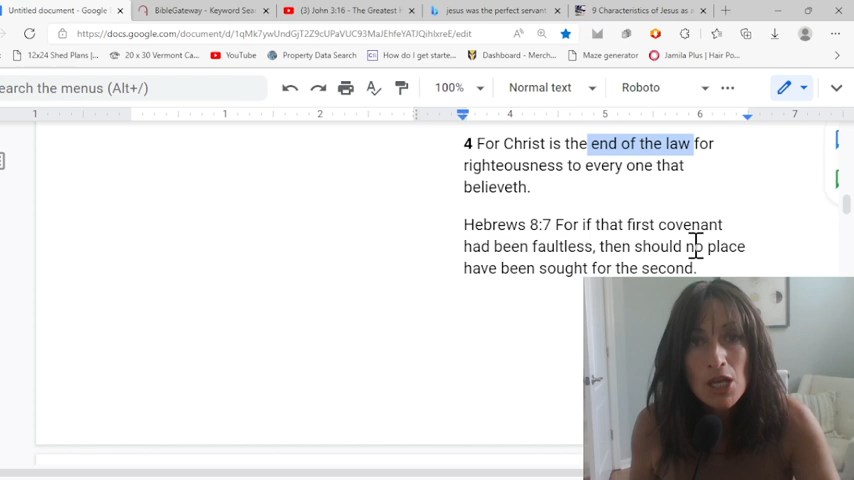 Untitled document - Google
BibleGateway - Keyword Sea
(3) John 3:16 - The Greatest
jesus was the perfect servant
9 Characteristics of Jesus as a
https://docs.google.com/document/d/1qMk7ywUndGjT2Z9cUPaVUC93MaJEhfeYATJQihIxreE/edit
12x24 Shed Plans |...
20 x 30 Vermont Ca...
YouTube
Property Data Search
How do i get starte...
Dashboard - Merch...
Maze generator
Jamila Plus | Hair Po...
earch the menus (Alt+/)
100%
Normal text
Roboto
1 1 2 4 5 6 7
4 For Christ is the end of the law for
righteousness to every one that
believeth.
Hebrews 8:7 For if that first covenant
had been faultless, then should no place
have been sought for the second.